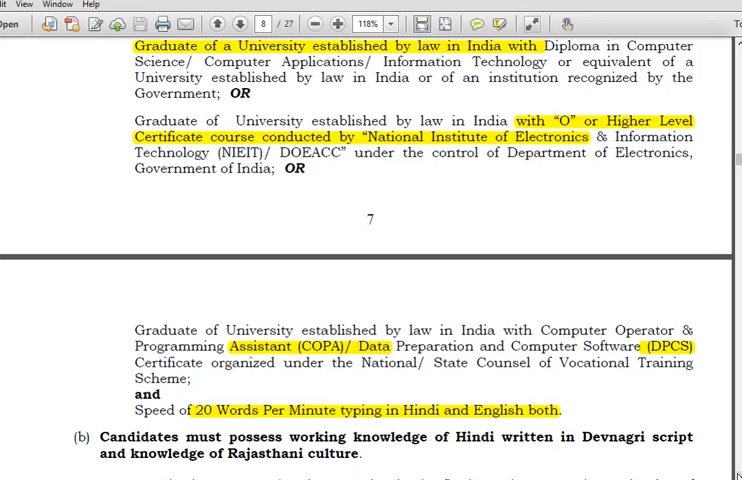 dit View Window Help
Open 8 / 27 118% To
Graduate of a University established by law in India with Diploma in Computer
Science/ Computer Applications/ Information Technology or equivalent of a
University established by law in India or of an institution recognized by the
Government; OR
Graduate of University established by law in India with “O” or Higher Level
Certificate course conducted by “National Institute of Electronics & Information
Technology (NIEIT)/ DOEACC” under the control of Department of Electronics,
Government of India; OR
7
Graduate of University established by law in India with Computer Operator &
Programming Assistant (COPA)/ Data Preparation and Computer Software (DPCS)
Certificate organized under the National/ State Counsel of Vocational Training
Scheme;
and
Speed of 20 Words Per Minute typing in Hindi and English both.
(b) Candidates must possess working knowledge of Hindi written in Devnagri script
and knowledge of Rajasthani culture.